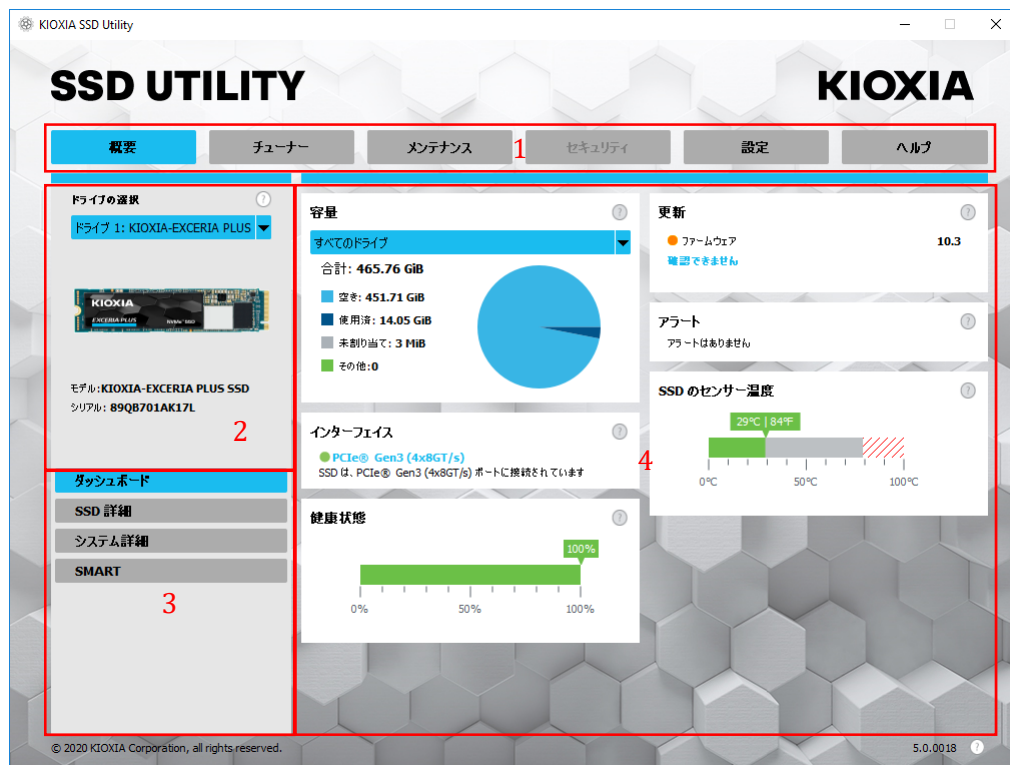 KIOXIA SSD Utility
SSD UTILITY
KIOXIA
概要
チューナー
メンテナンス
1
セキュリティ
設定
ヘルプ
ドライブの選択
?
ドライブ 1: KIOXIA-EXCERIA PLUS
KIOXIA
EXCERIA PLUS
NVMe™ SSD
モデル:KIOXIA-EXCERIA PLUS SSD
シリアル: 89QB701AK17L
2
ダッシュボード
SSD 詳細
システム詳細
SMART
3
容量
?
すべてのドライブ
合計: 465.76 GiB
空き: 451.71 GiB
使用済: 14.05 GiB
未割り当て: 3 MiB
その他:0
インターフェイス
?
PCIe® Gen3 (4x8GT/s)
SSD は、PCIe® Gen3 (4x8GT/s) ポートに接続されています
健康状態
?
100%
0% 50% 100%
4
更新
?
ファームウェア 10.3
確認できません
アラート
?
アラートはありません
SSD のセンサー温度
?
29°C | 84°F
0°C 50°C 100°C
© 2020 KIOXIA Corporation, all rights reserved.
5.0.0018 ?